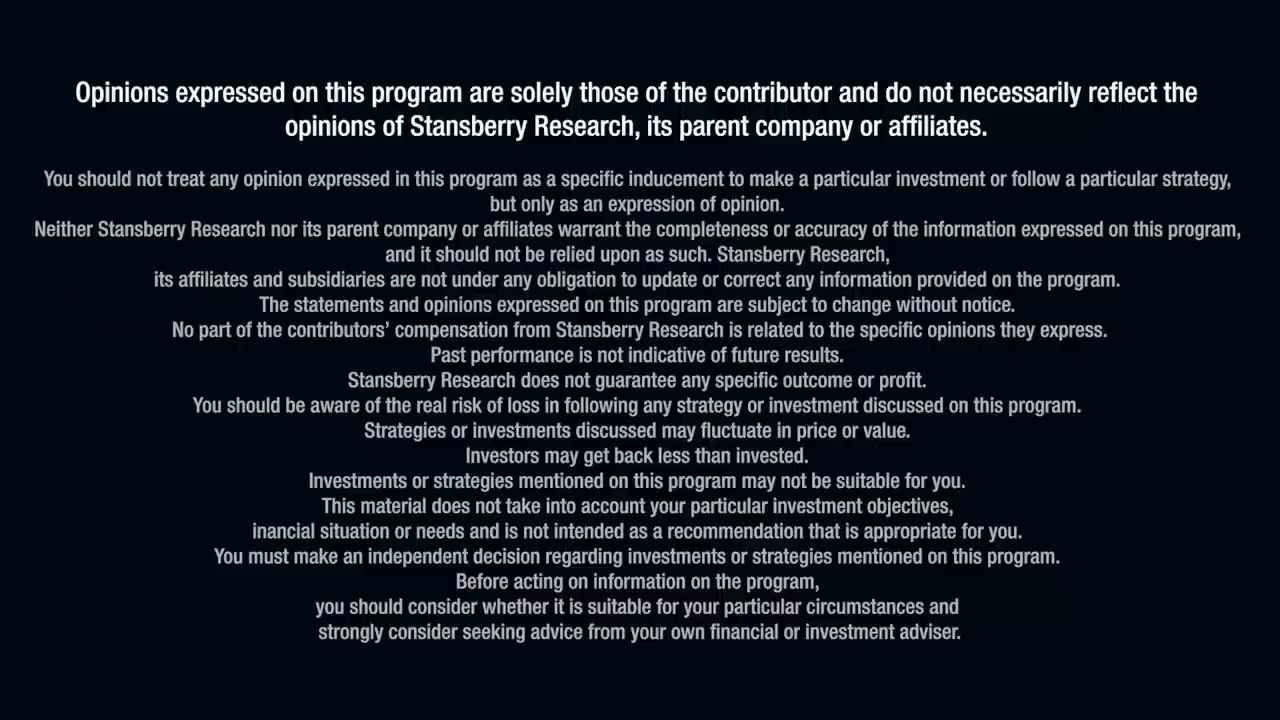 Opinions expressed on this program are solely those of the contributor and do not necessarily reflect the
opinions of Stansberry Research, its parent company or affiliates.
You should not treat any opinion expressed in this program as a specific inducement to make a particular investment or follow a particular strategy,
but only as an expression of opinion.
Neither Stansberry Research nor its parent company or affiliates warrant the completeness or accuracy of the information expressed on this program,
and it should not be relied upon as such. Stansberry Research,
its affiliates and subsidiaries are not under any obligation to update or correct any information provided on the program.
The statements and opinions expressed on this program are subject to change without notice.
No part of the contributors’ compensation from Stansberry Research is related to the specific opinions they express.
Past performance is not indicative of future results.
Stansberry Research does not guarantee any specific outcome or profit.
You should be aware of the real risk of loss in following any strategy or investment discussed on this program.
Strategies or investments discussed may fluctuate in price or value.
Investors may get back less than invested.
Investments or strategies mentioned on this program may not be suitable for you.
This material does not take into account your particular investment objectives,
inancial situation or needs and is not intended as a recommendation that is appropriate for you.
You must make an independent decision regarding investments or strategies mentioned on this program.
Before acting on information on the program,
you should consider whether it is suitable for your particular circumstances and
strongly consider seeking advice from your own financial or investment adviser.